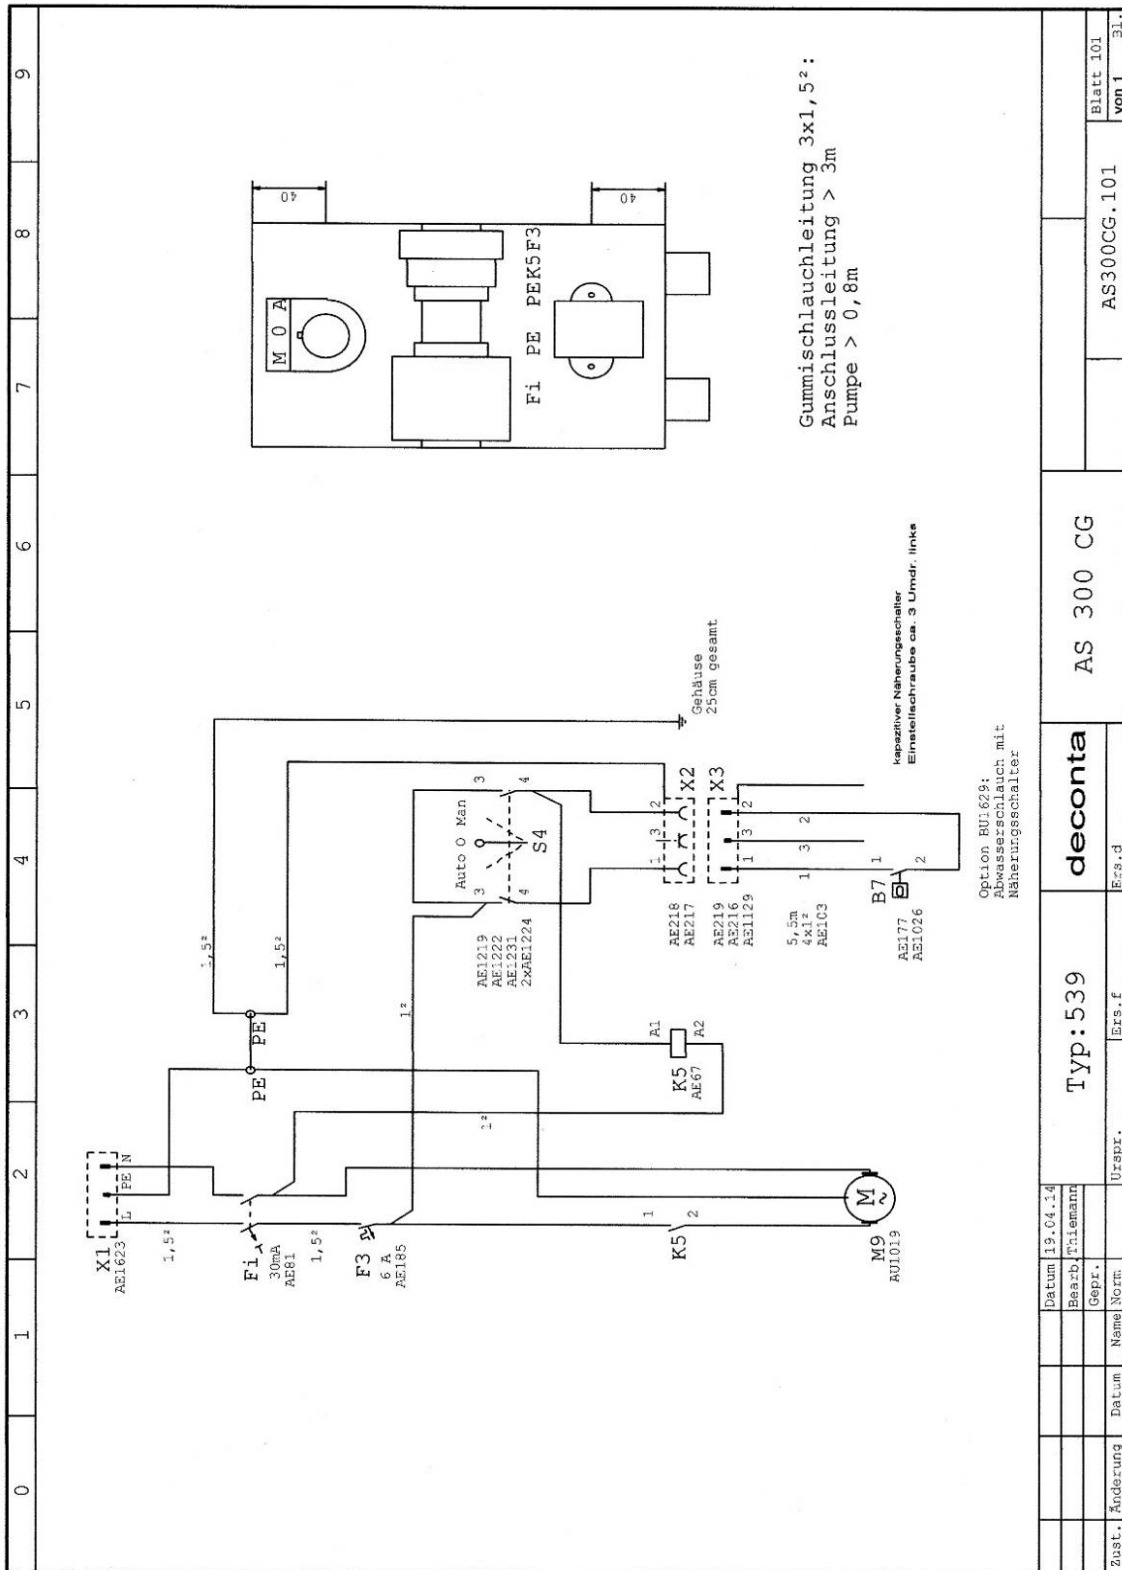 0 1 2 3 4 5 6 7 8 9
X1
AE1623
L PE N
1,5²
Fi
30mA
AE81
1,5²
F3
6 A
AE185
K5
1
2
M
~
M9
AU1019
PE PE
1,5²
1,5²
1²
1²
K5
AE67
A1
A2
AE1219
AE1222
AE1231
2xAE1224
Auto O Man
3
4
3
4
S4
Gehäuse
25cm gesamt
AE218
AE217
1 3 2
X2
AE219
AE216
AE1129
1 3 2
X3
5,5m
4x1²
AE103
1 3 2
B7
AE177
AE1026
1
2
kapazitiver Näherungsschalter
Einstellschraube ca. 3 Umdr. links
Option BU1629:
Abwasserschlauch mit
Näherungsschalter
M O A
40
40
Fi PE PEK5F3
Gummischlauchleitung 3x1,5²:
Anschlussleitung > 3m
Pumpe > 0,8m
Datum 19.04.14
Bearb. Thiemann
Gepr.
Zust. Änderung Datum Name Norm
Urspr. Ers.f Ers.d
Typ:539
deconta
AS 300 CG
AS300CG.101
Blatt 101
von 1 31.